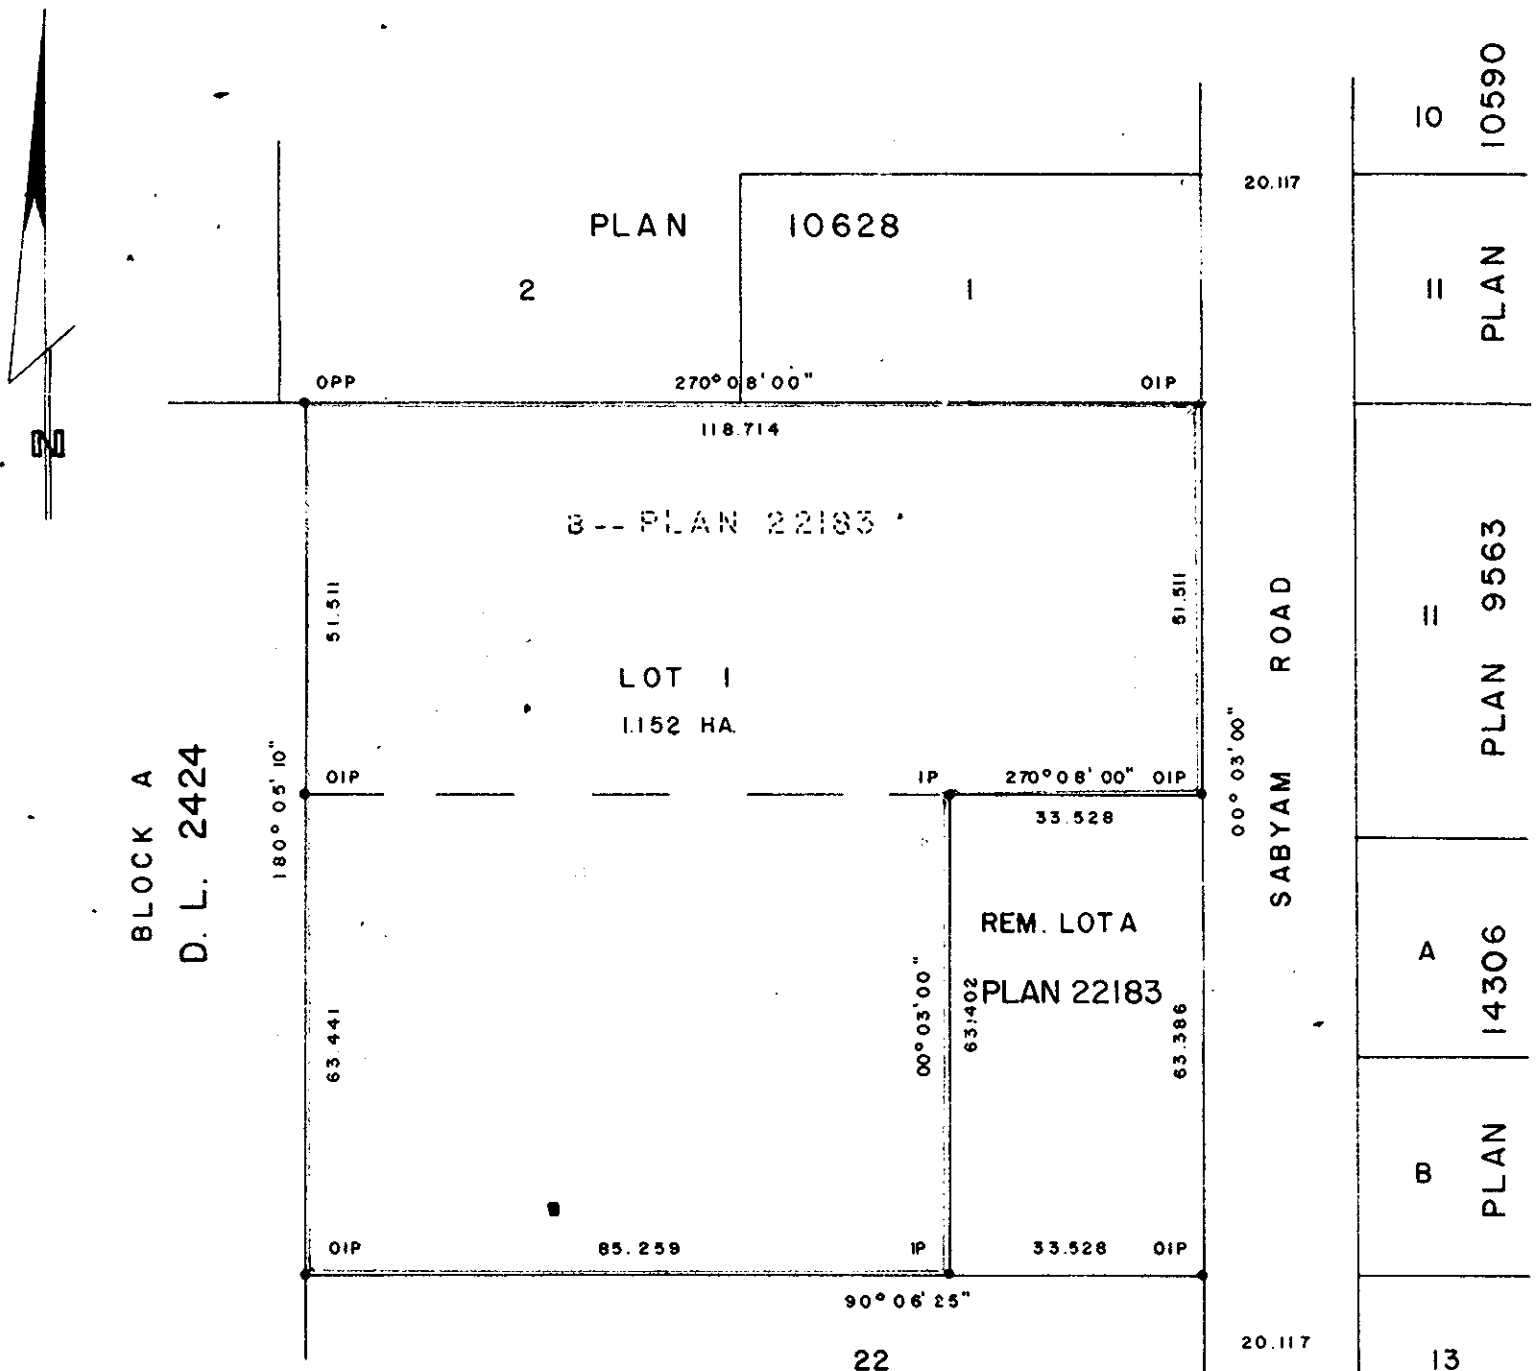 10
PLAN 10590
20.117
PLAN 10628
2
1
11
N
OPP
270° 08' 00"
OIP
118.714
B -- PLAN 22183
51.511
51.511
11
PLAN 9563
SABYAM ROAD
LOT 1
1.152 HA.
BLOCK A
D. L. 2424
180° 05' 10"
00° 03' 00"
OIP
IP
270° 08' 00"
OIP
33.528
REM. LOT A
PLAN 22183
A
PLAN 14306
63.441
00° 03' 00"
63.402
63.386
B
OIP
85.259
IP
33.528
OIP
90° 06' 25"
20.117
22
13